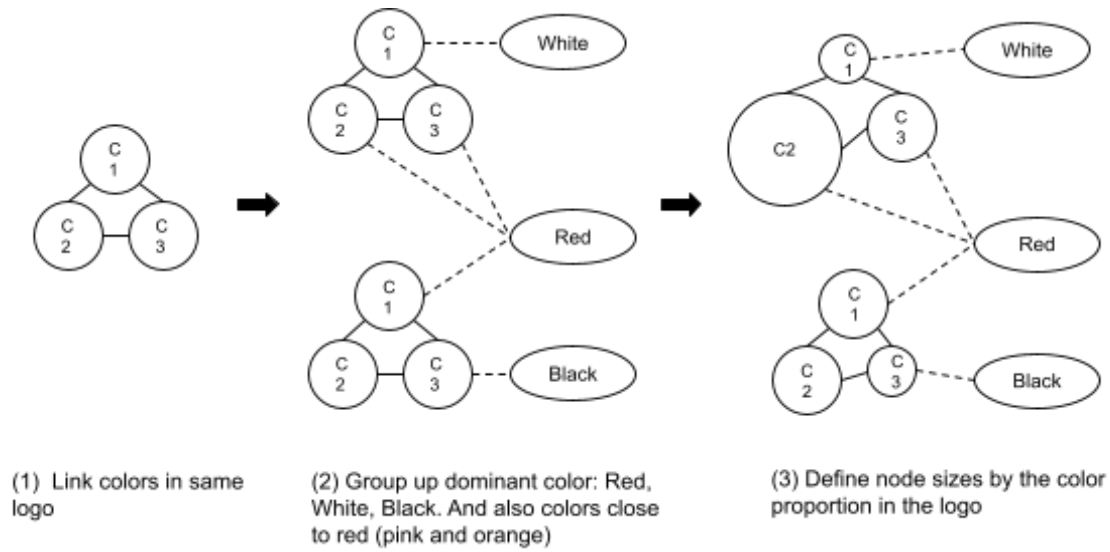 C
1
C
2
C
3
C
1
White
C
2
C
3
Red
C
1
C
2
C
3
Black
C
1
White
C2
C
3
Red
C
1
C
2
C
3
Black
(1) Link colors in same
logo
(2) Group up dominant color: Red,
White, Black. And also colors close
to red (pink and orange)
(3) Define node sizes by the color
proportion in the logo